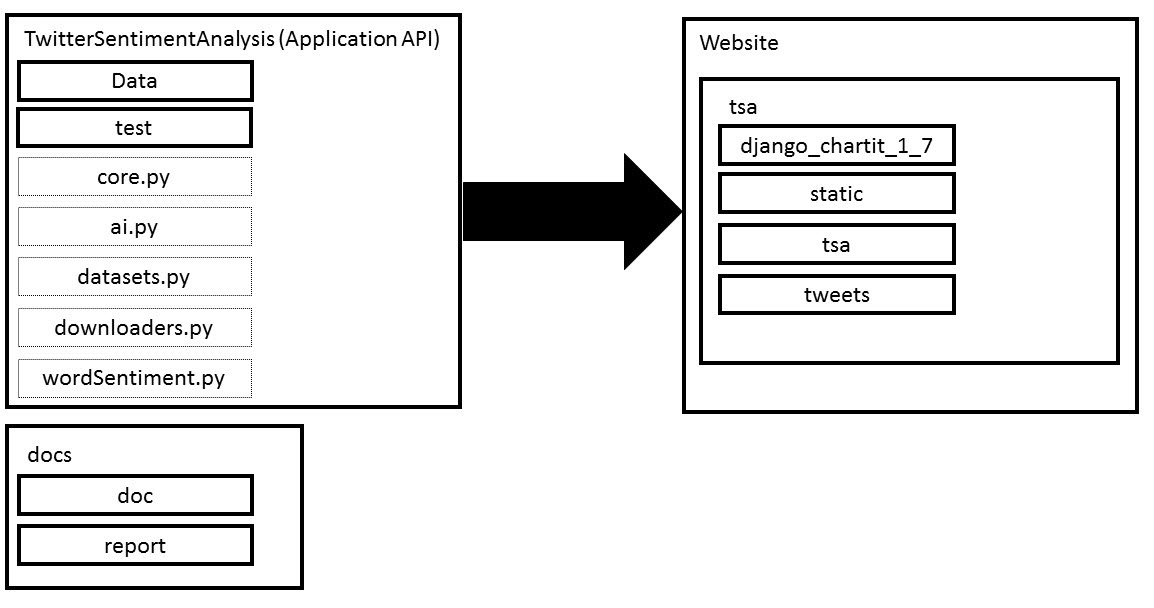 TwitterSentimentAnalysis (Application API)
Data
test
core.py
ai.py
datasets.py
downloaders.py
wordSentiment.py
Website
tsa
django_chartit_1_7
static
tsa
tweets
docs
doc
report